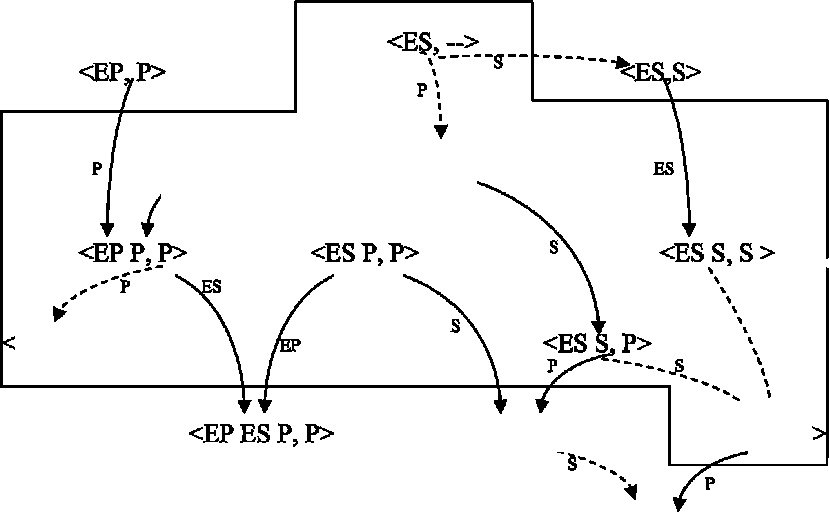 <ES, -->
<EP, P>
S
<ES,S>
P
P
ES
<EP P, P>
<ES P, P>
S
<ES S, S >
P
ES
S
<
EP
<ES S, P>
P
S
<EP ES P, P>
>
S
P